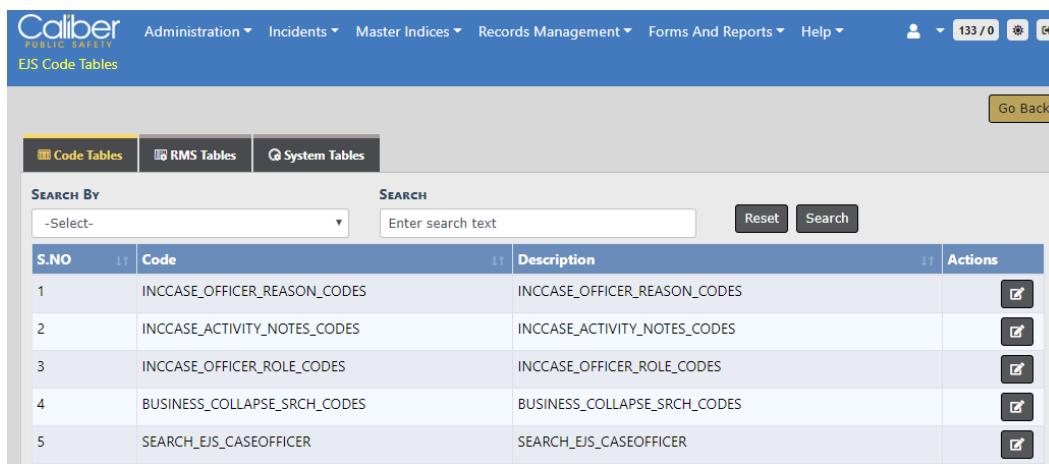 Caliber
PUBLIC SAFETY
Administration Incidents Master Indices Records Management Forms And Reports Help 133 / 0
EJS Code Tables
Go Back
Code Tables RMS Tables System Tables
SEARCH BY SEARCH
-Select- Enter search text Reset Search
S.NO Code Description Actions
1 INCCASE_OFFICER_REASON_CODES INCCASE_OFFICER_REASON_CODES
2 INCCASE_ACTIVITY_NOTES_CODES INCCASE_ACTIVITY_NOTES_CODES
3 INCCASE_OFFICER_ROLE_CODES INCCASE_OFFICER_ROLE_CODES
4 BUSINESS_COLLAPSE_SRCH_CODES BUSINESS_COLLAPSE_SRCH_CODES
5 SEARCH_EJS_CASEOFFICER SEARCH_EJS_CASEOFFICER